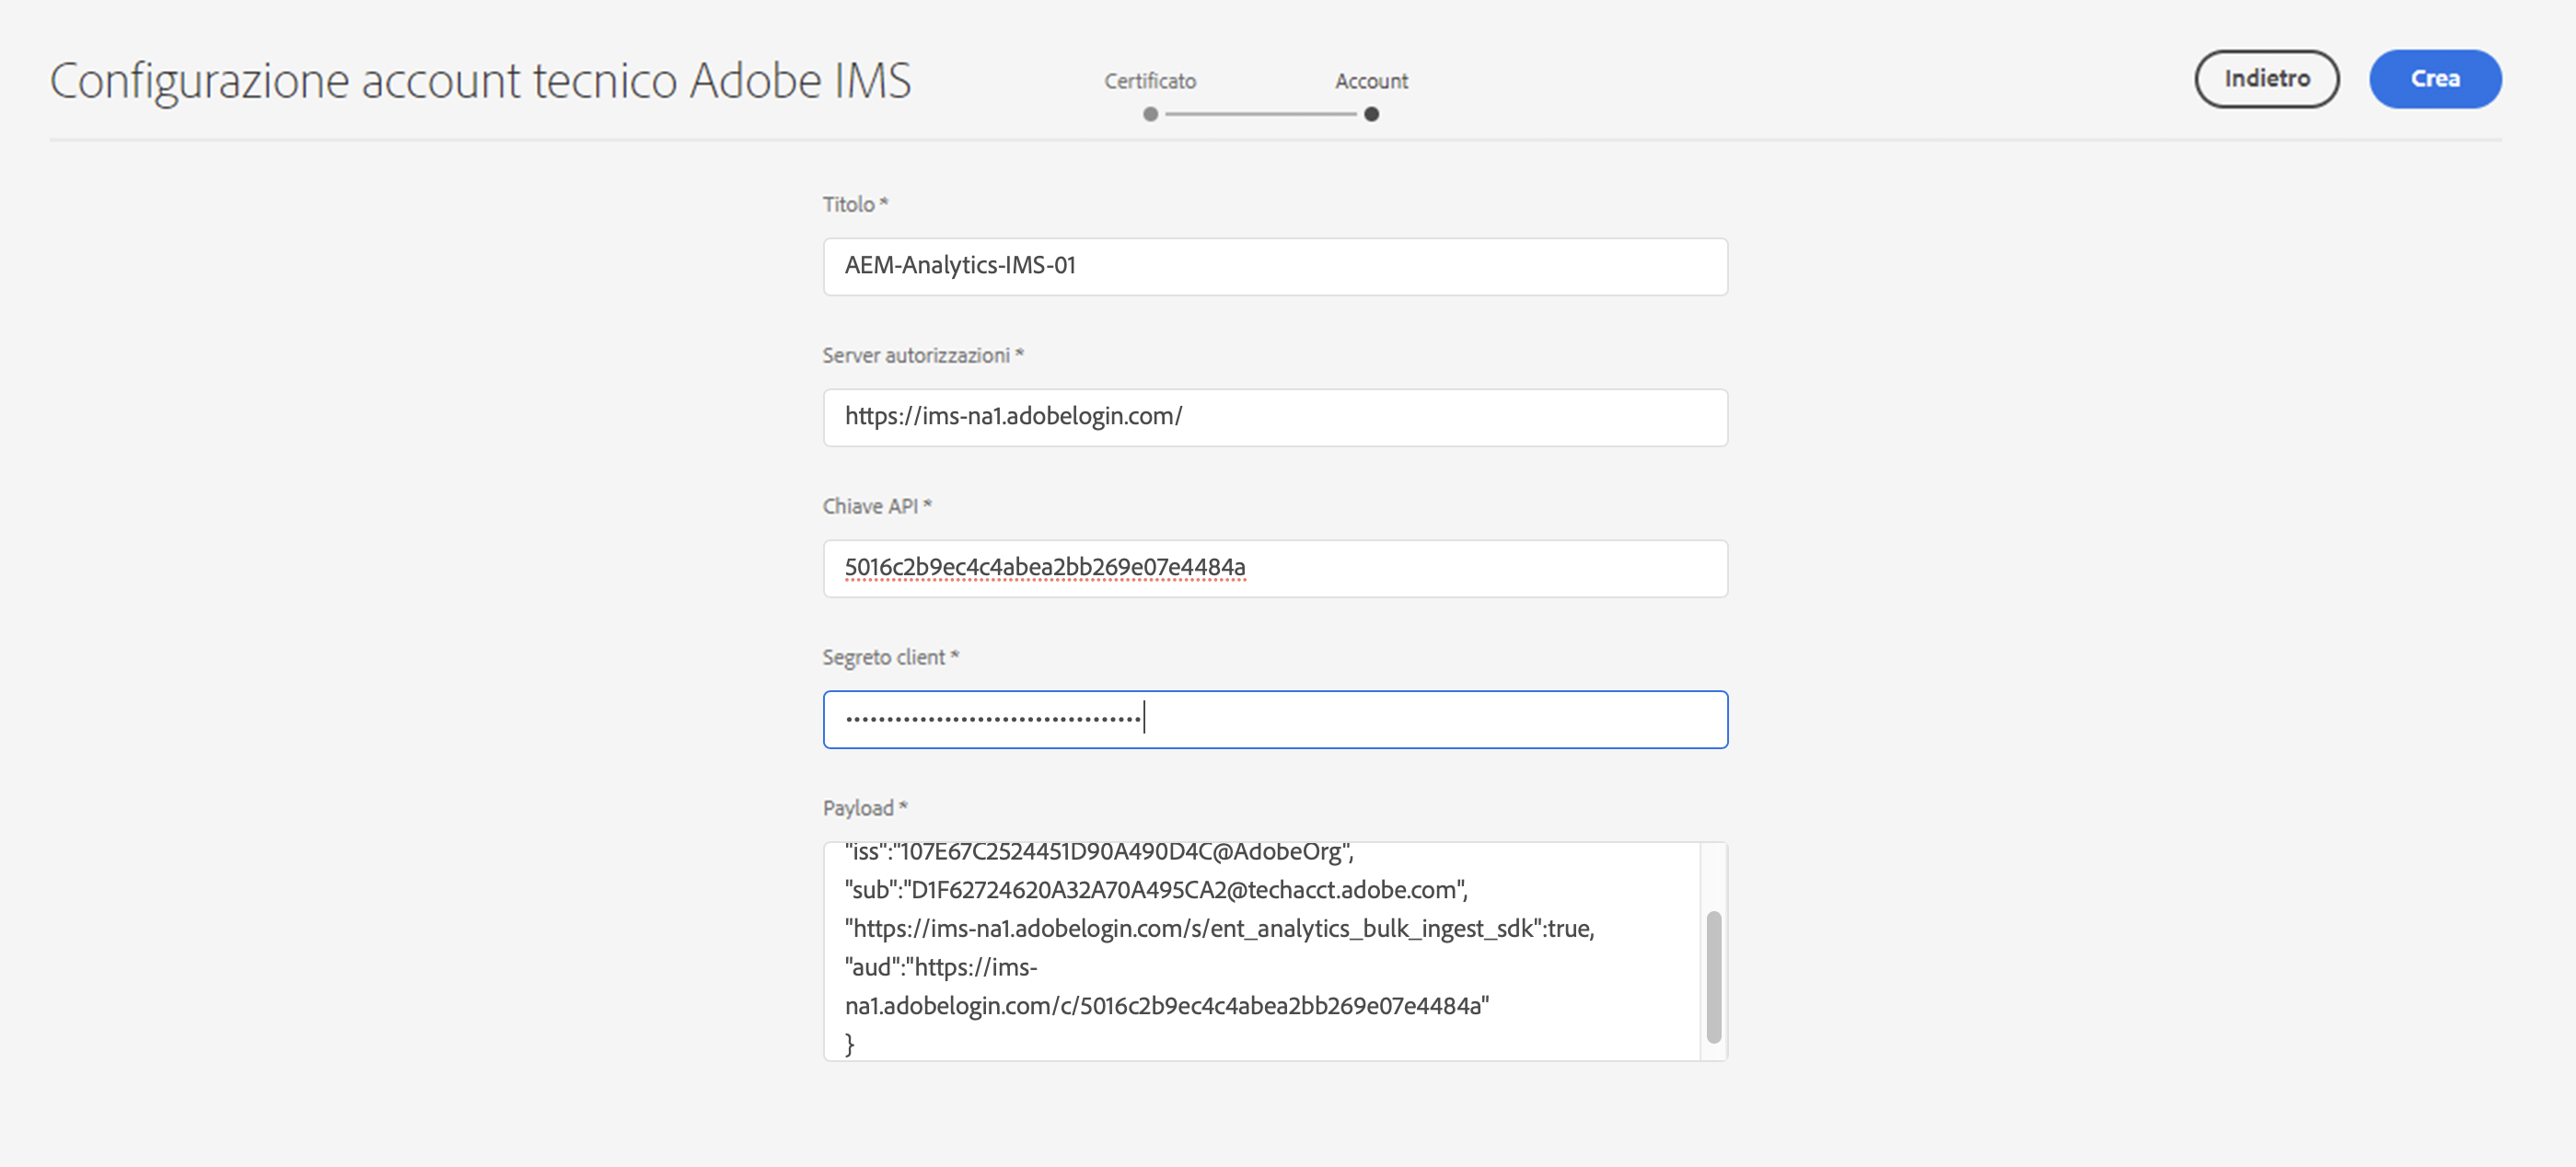 Configurazione account tecnico Adobe IMS
Certificato
Account
Indietro
Crea
Titolo *
AEM-Analytics-IMS-01
Server autorizzazioni *
https://ims-na1.adobelogin.com/
Chiave API *
5016c2b9ec4c4abea2bb269e07e4484a
Segreto client *
••••••••••••••••••••••••••••••••••••
Payload *
"iss":"107E67C2524451D90A490D4C@AdobeOrg",
"sub":"D1F62724620A32A70A495CA2@techacct.adobe.com",
"https://ims-na1.adobelogin.com/s/ent_analytics_bulk_ingest_sdk":true,
"aud":"https://ims-
na1.adobelogin.com/c/5016c2b9ec4c4abea2bb269e07e4484a"
}